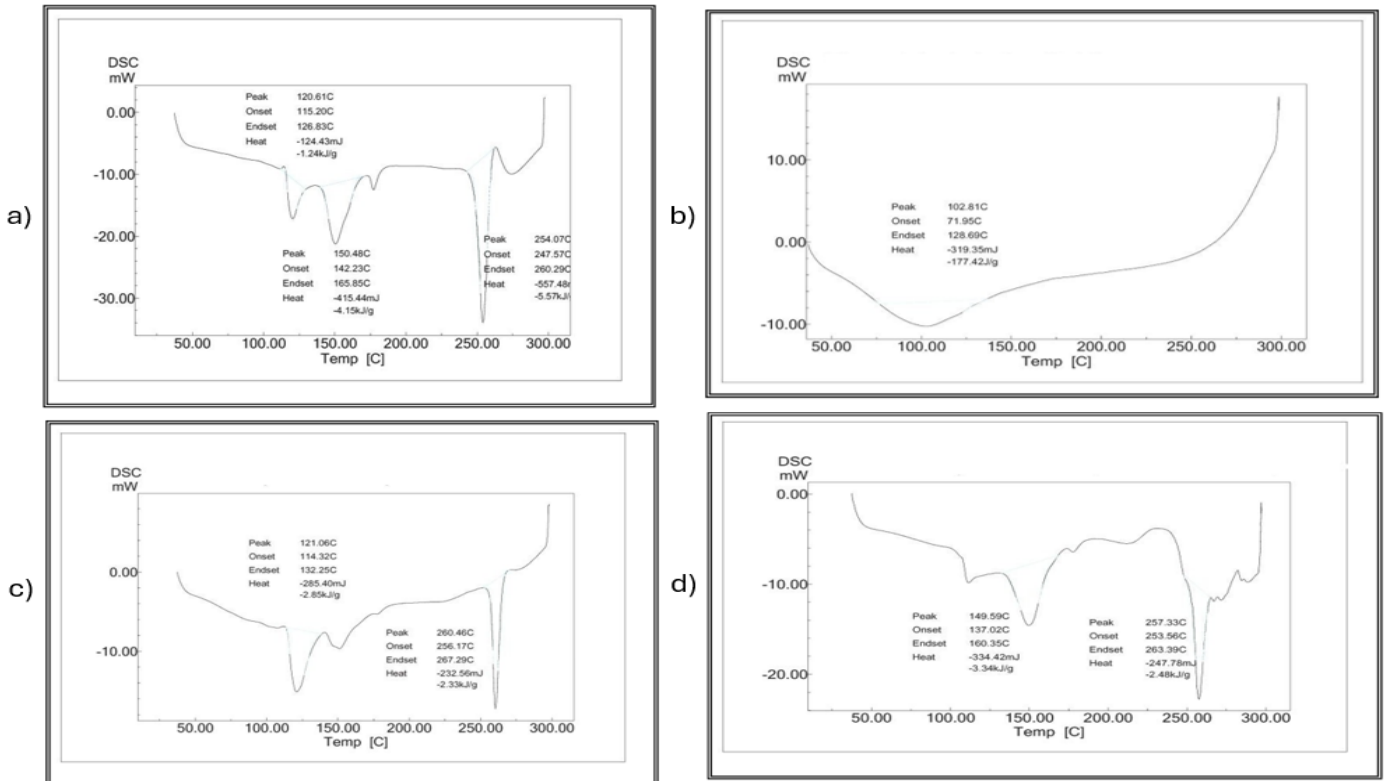 a)
DSC
mW
0.00
-10.00
-20.00
-30.00
Peak 120.61C
Onset 115.20C
Endset 126.83C
Heat -124.43mJ
-1.24kJ/g
Peak 150.48C
Onset 142.23C
Endset 165.85C
Heat -415.44mJ
-4.15kJ/g
Peak 254.07C
Onset 247.57C
Endset 260.29C
Heat -557.48
-5.57kJ/
50.00 100.00 150.00 200.00 250.00 300.00
Temp [C]
b)
DSC
mW
10.00
0.00
-10.00
Peak 102.81C
Onset 71.95C
Endset 128.69C
Heat -319.35mJ
-177.42J/g
50.00 100.00 150.00 200.00 250.00 300.00
Temp [C]
c)
DSC
mW
0.00
-10.00
Peak 121.06C
Onset 114.32C
Endset 132.25C
Heat -285.40mJ
-2.85kJ/g
Peak 260.46C
Onset 256.17C
Endset 267.29C
Heat -232.56mJ
-2.33kJ/g
50.00 100.00 150.00 200.00 250.00 300.00
Temp [C]
d)
DSC
mW
0.00
-10.00
-20.00
Peak 149.59C
Onset 137.02C
Endset 160.35C
Heat -334.42mJ
-3.34kJ/g
Peak 257.33C
Onset 253.56C
Endset 263.39C
Heat -247.78mJ
-2.48kJ/g
50.00 100.00 150.00 200.00 250.00 300.00
Temp [C]